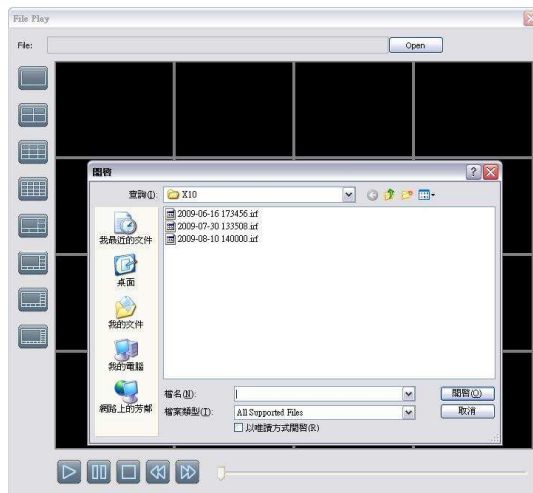 File Play
File:
Open
開啓
查詢(I):
X10
2009-06-16 173456.irf
2009-07-30 133508.irf
2009-08-10 140000.irf
我最近的文件
桌面
我的文件
我的電腦
網路上的芳鄰
檔名(N):
開啓(O)
檔案類型(T):
All Supported Files
取消
以唯讀方式開啓(R)